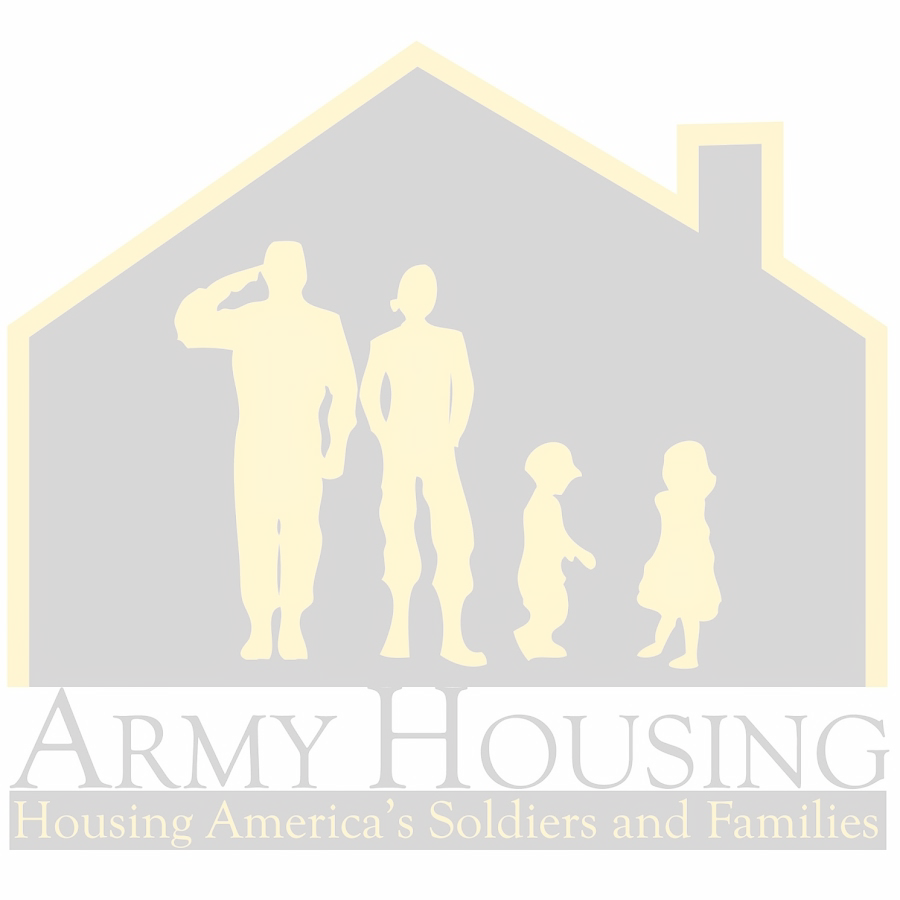 ARMY HOUSING
Housing America's Soldiers and Families